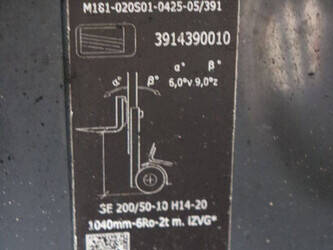 M161-020S01-0425-05/391
3914390010
α° β°
α° β° 6,0°v 9,0°z
SE 200/50-10 H14-20
1040mm-6Ro-2t m. IZVG*